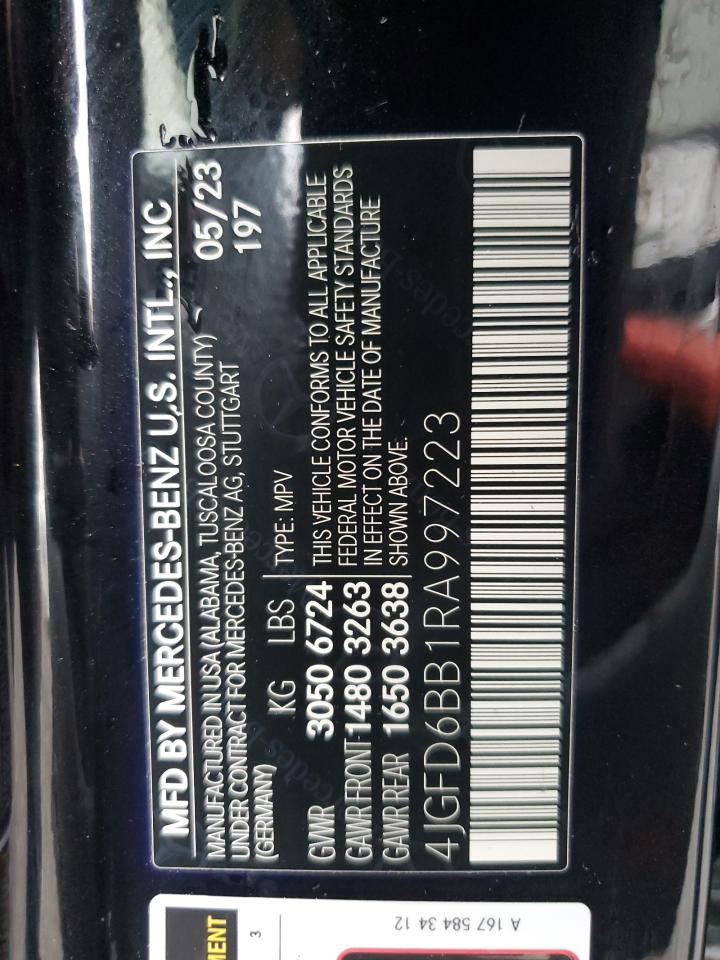 MFD BY MERCEDES-BENZ U.S. INTL., INC
MANUFACTURED IN USA (ALABAMA, TUSCALOOSA COUNTY) 05/23
UNDER CONTRACT FOR MERCEDES-BENZ AG, STUTTGART 197
(GERMANY)
KG LBS TYPE: MPV
GVWR 3050 6724 THIS VEHICLE CONFORMS TO ALL APPLICABLE
GAWR FRONT 1480 3263 FEDERAL MOTOR VEHICLE SAFETY STANDARDS
GAWR REAR 1650 3638 IN EFFECT ON THE DATE OF MANUFACTURE
SHOWN ABOVE.
4JGFD6BB1RA997223
A 167 584 34 12
MENT
3